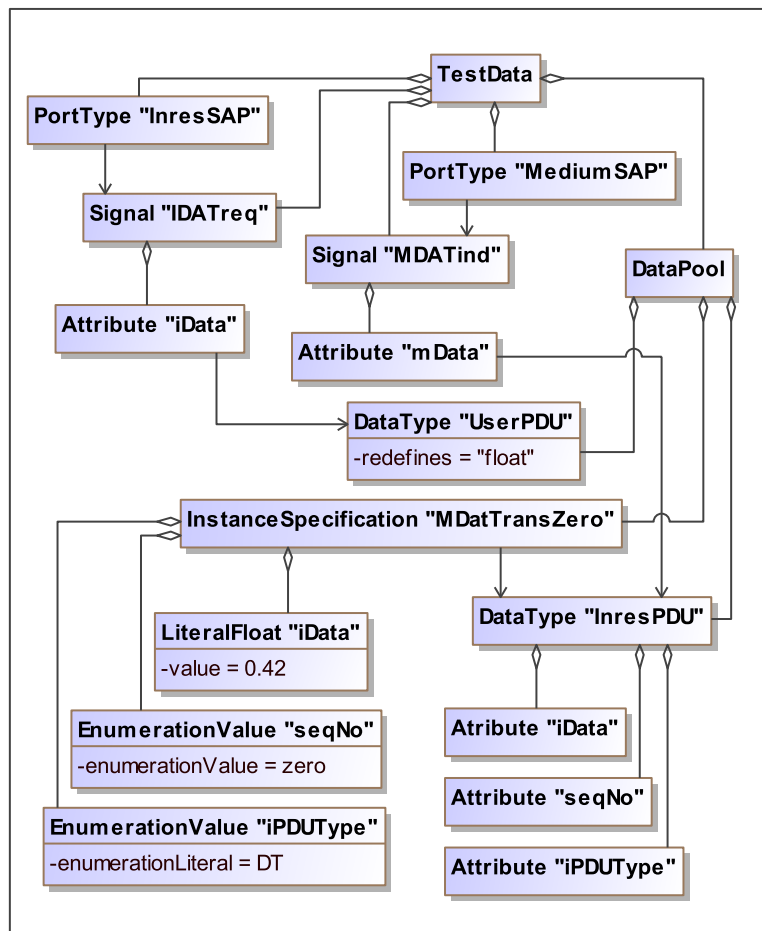 TestData
PortType "InresSAP"
PortType "MediumSAP"
Signal "IDATreq"
Signal "MDATind"
DataPool
Attribute "iData"
Attribute "mData"
DataType "UserPDU"
-redefines = "float"
InstanceSpecification "MDatTransZero"
DataType "InresPDU"
LiteralFloat "iData"
-value = 0.42
EnumerationValue "seqNo"
-enumerationValue = zero
Atribute "iData"
Attribute "seqNo"
EnumerationValue "iPDUType"
-enumerationLiteral = DT
Attribute "iPDUType"